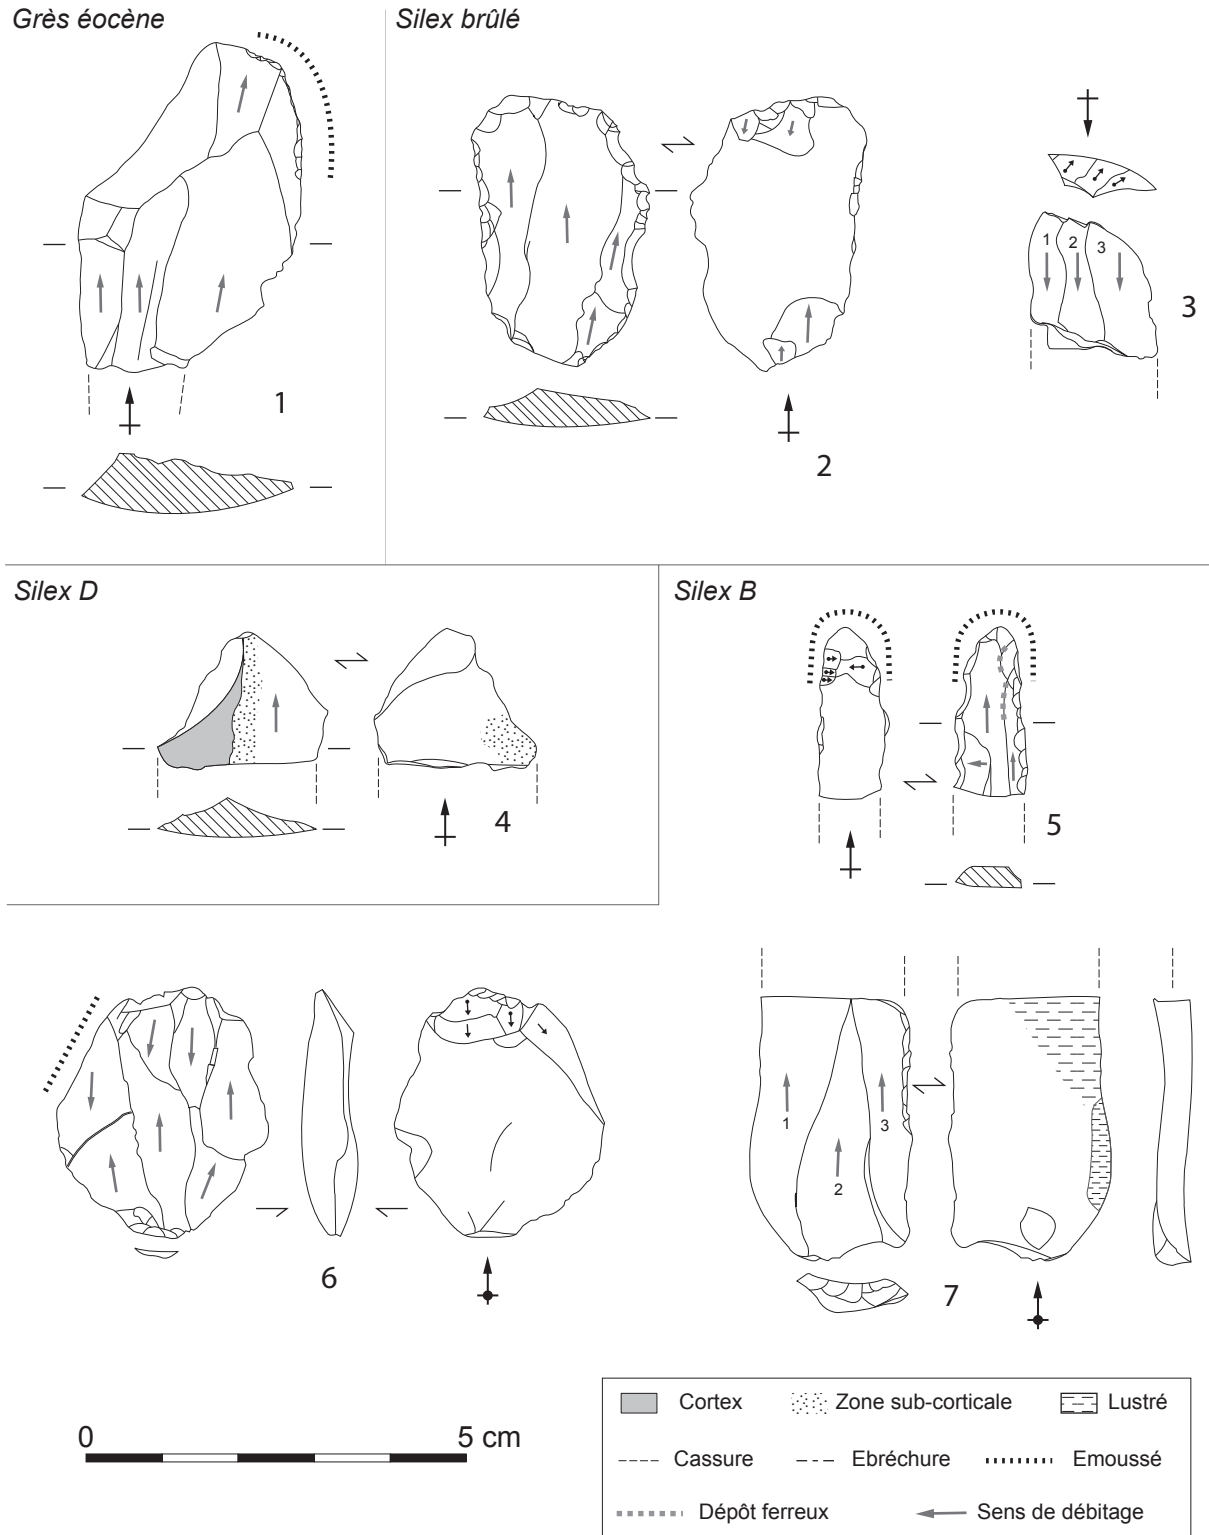 Grès éocène
Silex brûlé
1 2 3
3
1
2
Silex D
Silex B
4
5
1
2
3
6
7
0 5 cm
Cortex Zone sub-corticale Lustré
Cassure Ebréchure Emoussé
Dépôt ferreux Sens de débitage